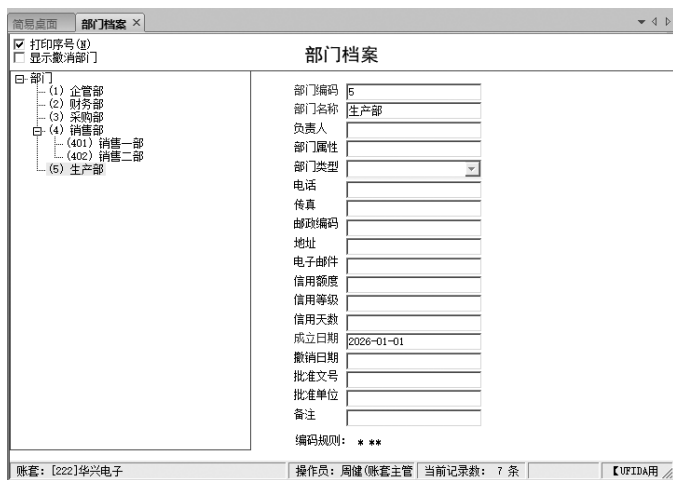 简易桌面 部门档案 ×
打印序号(N)
显示撤消部门
部门档案
部门
(1) 企管部
(2) 财务部
(3) 采购部
(4) 销售部
(401) 销售一部
(402) 销售二部
(5) 生产部
部门编码 5
部门名称 生产部
负责人
部门属性
部门类型
电话
传真
邮政编码
地址
电子邮件
信用额度
信用等级
信用天数
成立日期 2026-01-01
撤销日期
批准文号
批准单位
备注
编码规则: * **
账套: [222]华兴电子 操作员: 周健(账套主管 当前记录数: 7 条 【UFIDA用